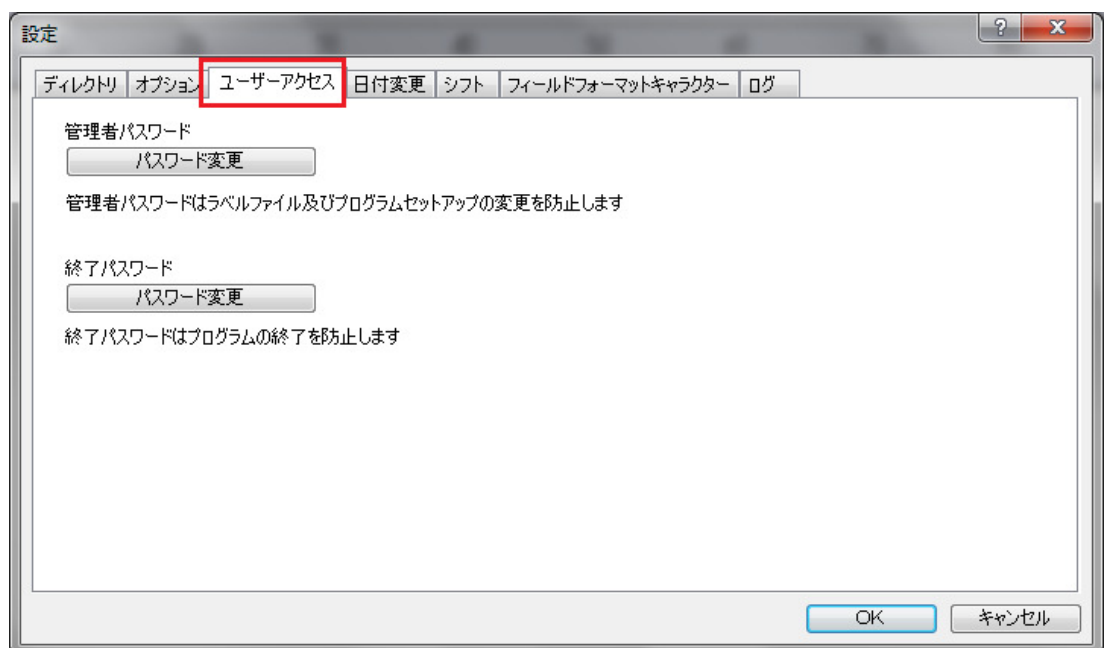 設定
ディレクトリ オプション ユーザーアクセス 日付変更 シフト フィールドフォーマットキャラクター ログ
管理者パスワード
パスワード変更
管理者パスワードはラベルファイル及びプログラムセットアップの変更を防止します
終了パスワード
パスワード変更
終了パスワードはプログラムの終了を防止します
OK キャンセル